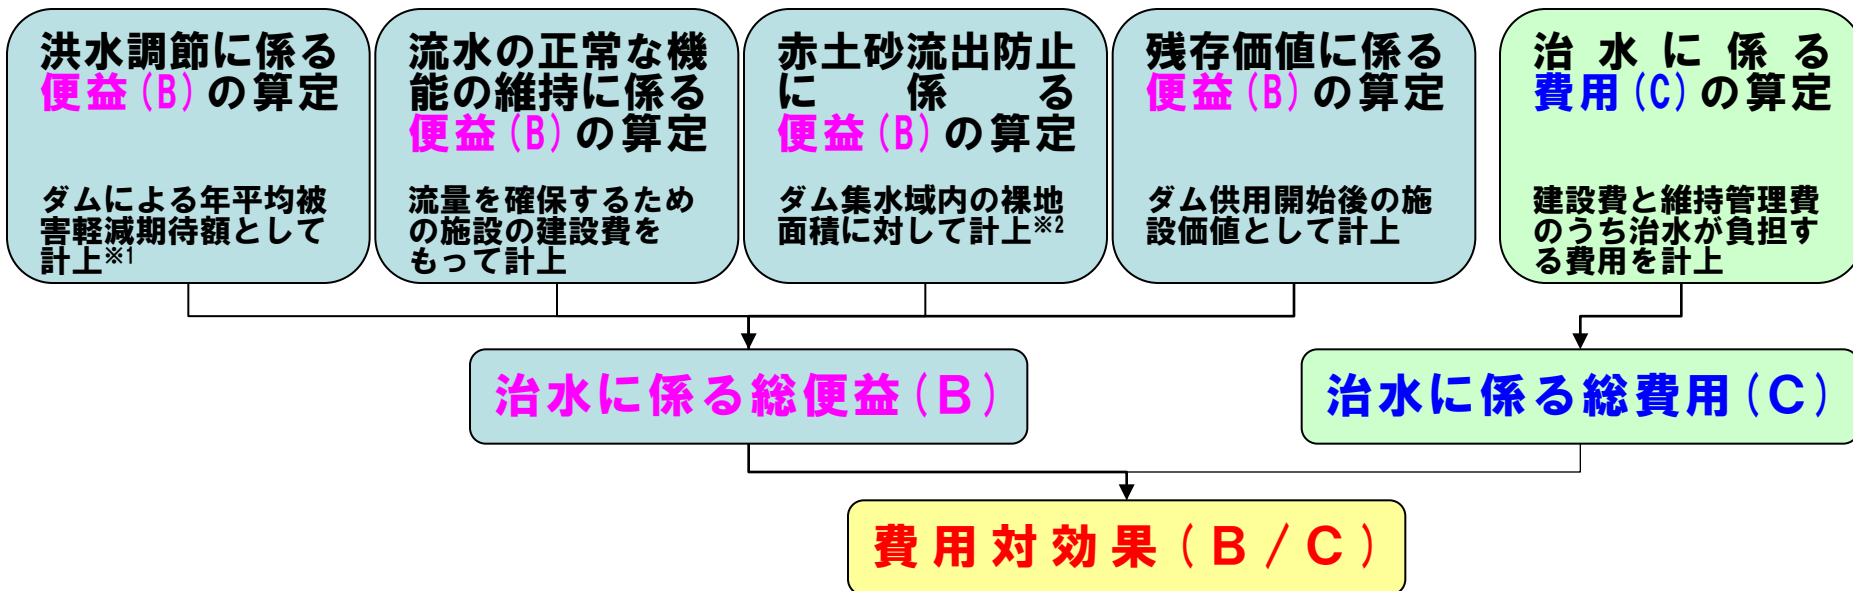 洪水調節に係る
便益(B)の算定
ダムによる年平均被
害軽減期待額として
計上※1
流水の正常な機
能の維持に係る
便益(B)の算定
流量を確保するため
の施設の建設費を
もって計上
赤土砂流出防止
に係る
便益(B)の算定
ダム集水域内の裸地
面積に対して計上※2
残存価値に係る
便益(B)の算定
ダム供用開始後の施
設価値として計上
治水に係る
費用(C)の算定
建設費と維持管理費
のうち治水が負担す
る費用を計上
治水に係る総便益(B)
治水に係る総費用(C)
費用対効果(B/C)